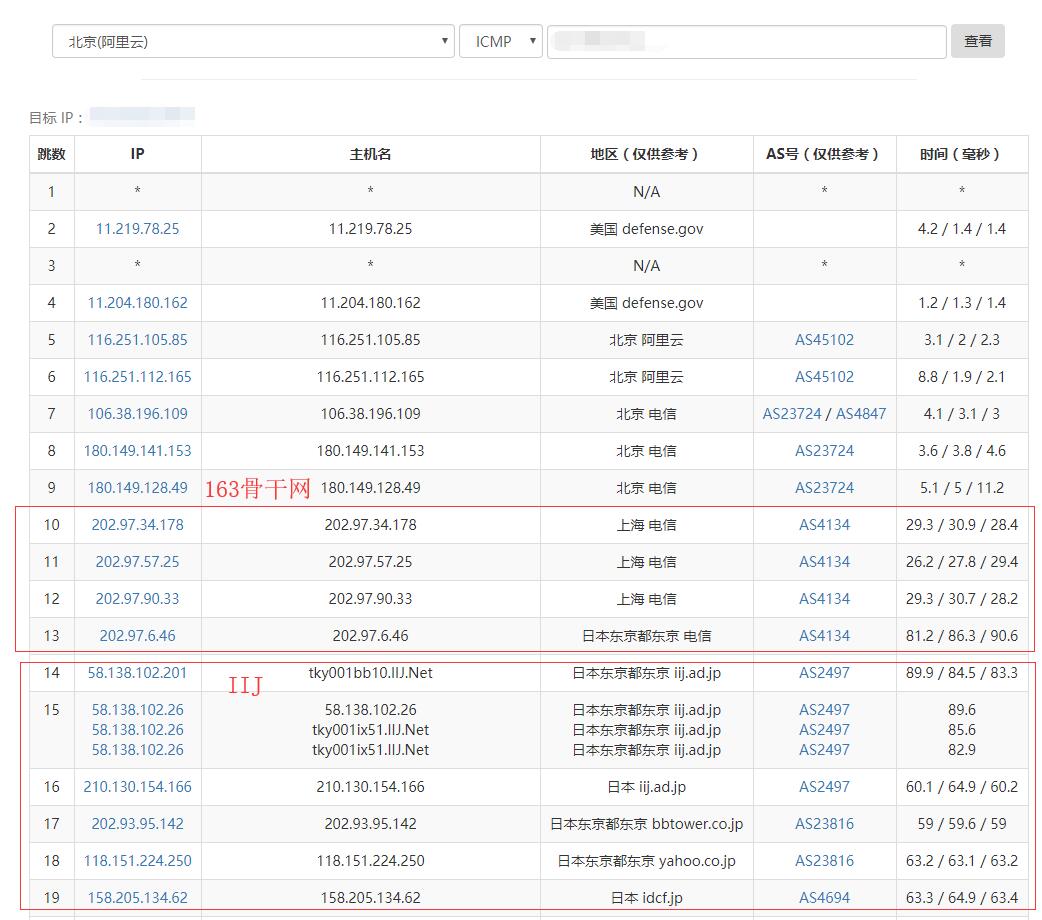 北京(阿里云) ICMP 查看
目标 IP：
跳数 IP 主机名 地区（仅供参考） AS号（仅供参考） 时间（毫秒）
1 * * N/A * *
2 11.219.78.25 11.219.78.25 美国 defense.gov 4.2 / 1.4 / 1.4
3 * * N/A * *
4 11.204.180.162 11.204.180.162 美国 defense.gov 1.2 / 1.3 / 1.4
5 116.251.105.85 116.251.105.85 北京 阿里云 AS45102 3.1 / 2 / 2.3
6 116.251.112.165 116.251.112.165 北京 阿里云 AS45102 8.8 / 1.9 / 2.1
7 106.38.196.109 106.38.196.109 北京 电信 AS23724 / AS4847 4.1 / 3.1 / 3
8 180.149.141.153 180.149.141.153 北京 电信 AS23724 3.6 / 3.8 / 4.6
9 180.149.128.49 163骨干网 180.149.128.49 北京 电信 AS23724 5.1 / 5 / 11.2
10 202.97.34.178 202.97.34.178 上海 电信 AS4134 29.3 / 30.9 / 28.4
11 202.97.57.25 202.97.57.25 上海 电信 AS4134 26.2 / 27.8 / 29.4
12 202.97.90.33 202.97.90.33 上海 电信 AS4134 29.3 / 30.7 / 28.2
13 202.97.6.46 202.97.6.46 日本东京都东京 电信 AS4134 81.2 / 86.3 / 90.6
14 58.138.102.201 tky001bb10.IIJ.Net 日本东京都东京 iij.ad.jp AS2497 89.9 / 84.5 / 83.3
IIJ
15 58.138.102.26 58.138.102.26 日本东京都东京 iij.ad.jp AS2497 89.6
58.138.102.26 tky001ix51.IIJ.Net 日本东京都东京 iij.ad.jp AS2497 85.6
58.138.102.26 tky001ix51.IIJ.Net 日本东京都东京 iij.ad.jp AS2497 82.9
16 210.130.154.166 210.130.154.166 日本 iij.ad.jp AS2497 60.1 / 64.9 / 60.2
17 202.93.95.142 202.93.95.142 日本东京都东京 bbtower.co.jp AS23816 59 / 59.6 / 59
18 118.151.224.250 118.151.224.250 日本东京都东京 yahoo.co.jp AS23816 63.2 / 63.1 / 63.2
19 158.205.134.62 158.205.134.62 日本 idcf.jp AS4694 63.3 / 64.9 / 63.4